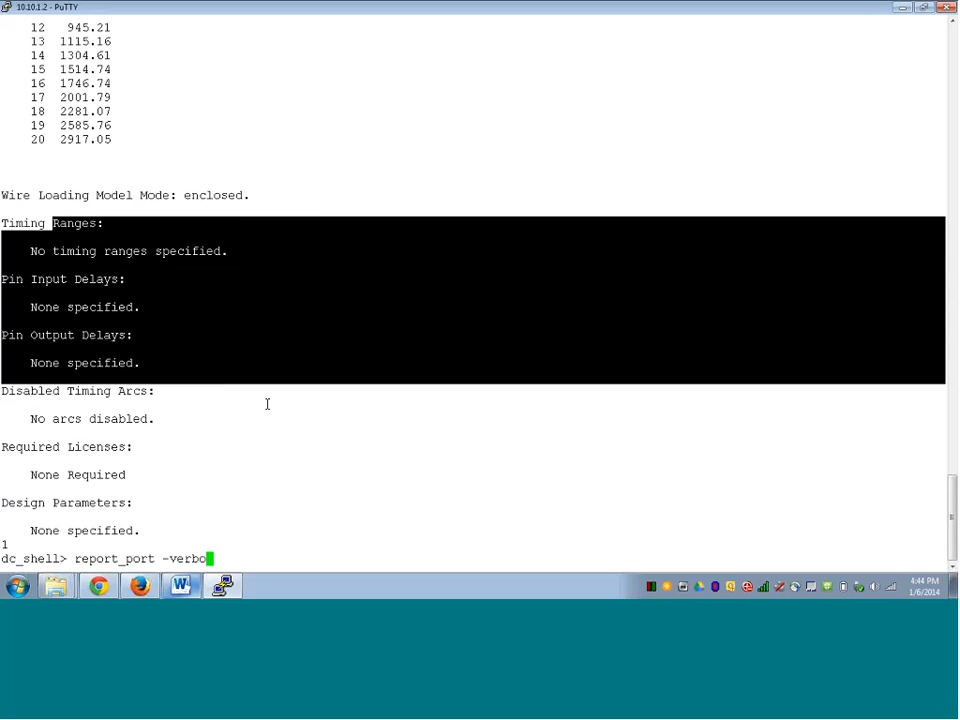 10.10.1.2 - PuTTY
12 945.21
13 1115.16
14 1304.61
15 1514.74
16 1746.74
17 2001.79
18 2281.07
19 2585.76
20 2917.05
Wire Loading Model Mode: enclosed.
Timing Ranges:
No timing ranges specified.
Pin Input Delays:
None specified.
Pin Output Delays:
None specified.
Disabled Timing Arcs:
No arcs disabled.
Required Licenses:
None Required
Design Parameters:
None specified.
1
dc_shell> report_port -verbo
4:44 PM
1/6/2014